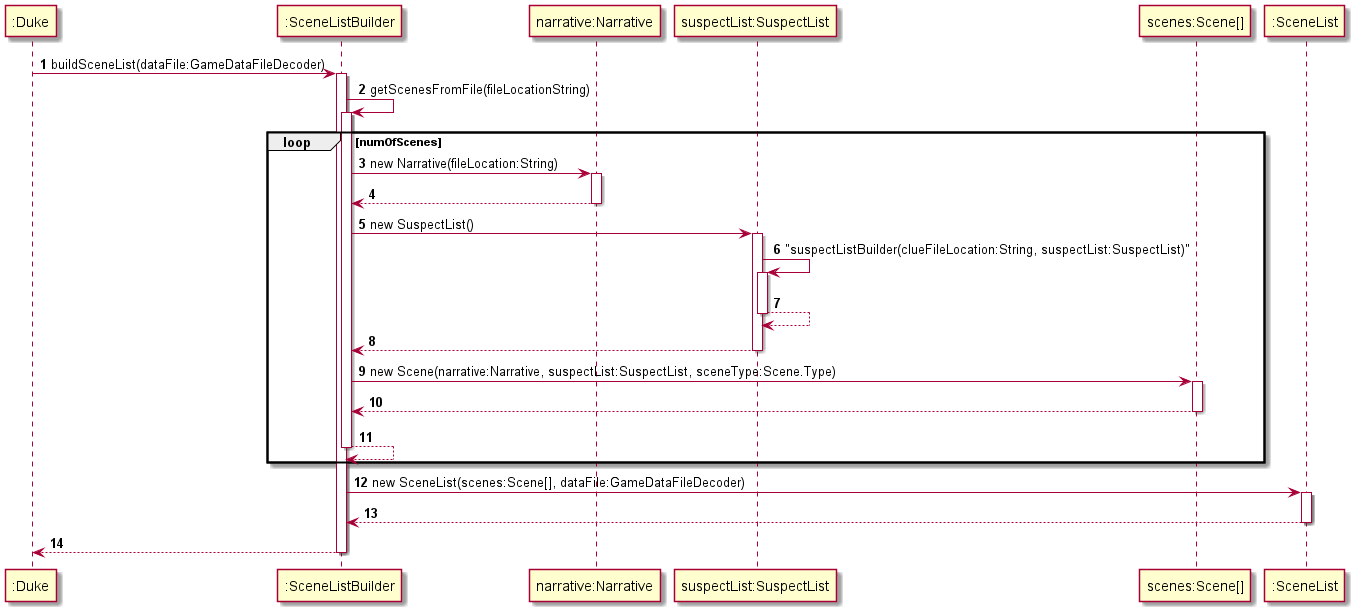 :Duke
:SceneListBuilder
narrative:Narrative
suspectList:SuspectList
scenes:Scene[]
:SceneList
1 buildSceneList(dataFile:GameDataFileDecoder)
2 getScenesFromFile(fileLocationString)
loop [numOfScenes]
3 new Narrative(fileLocation:String)
4
5 new SuspectList()
6 "suspectListBuilder(clueFileLocation:String, suspectList:SuspectList)"
7
8
9 new Scene(narrative:Narrative, suspectList:SuspectList, sceneType:Scene.Type)
10
11
12 new SceneList(scenes:Scene[], dataFile:GameDataFileDecoder)
13
14
:Duke
:SceneListBuilder
narrative:Narrative
suspectList:SuspectList
scenes:Scene[]
:SceneList